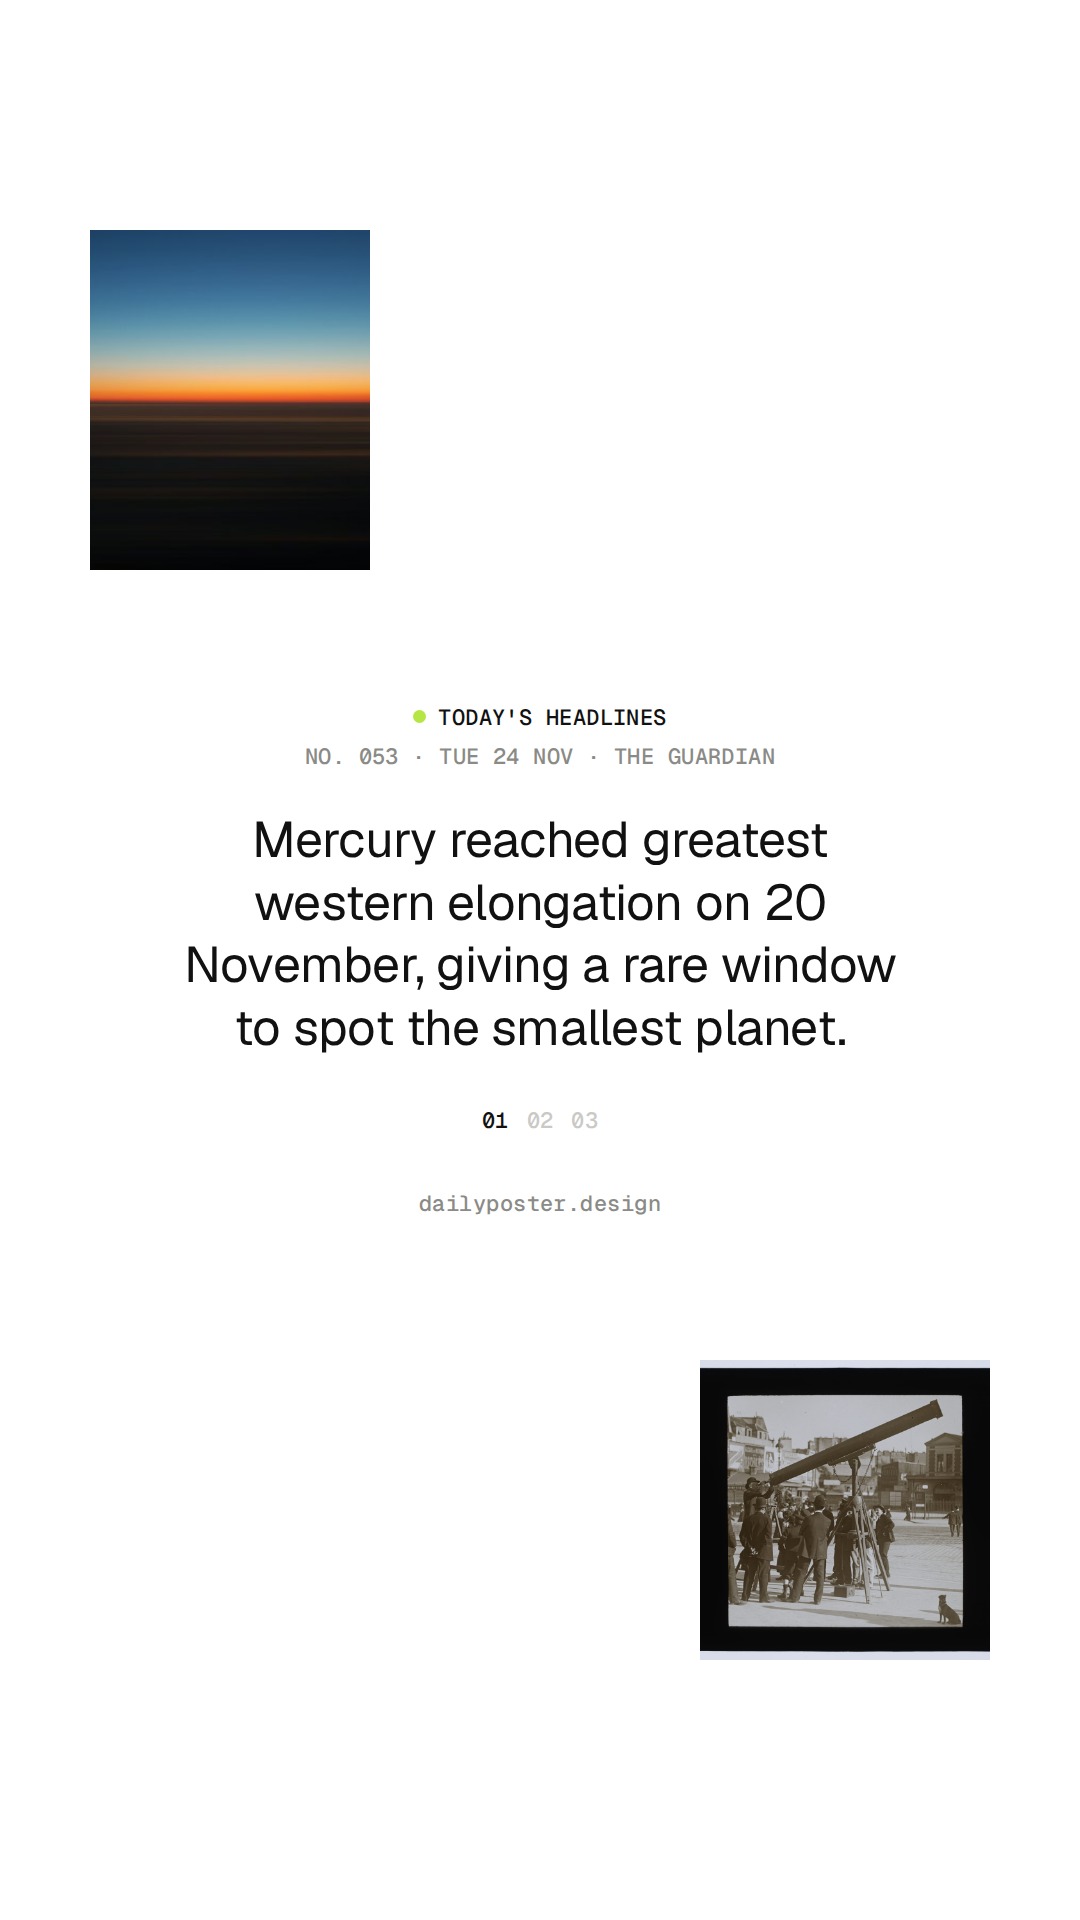 TODAY'S HEADLINES
NO. 053 · TUE 24 NOV · THE GUARDIAN
Mercury reached greatest
western elongation on 20
November, giving a rare window
to spot the smallest planet.
01 02 03
dailyposter.design